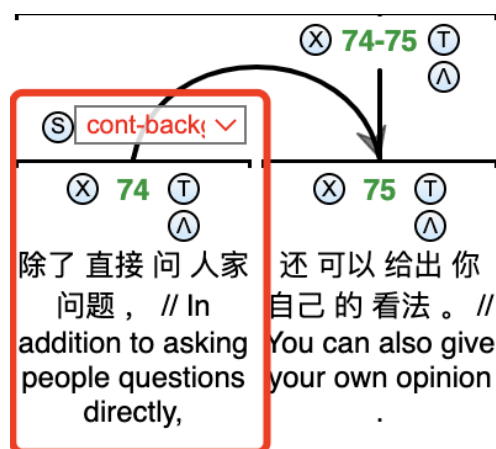 X 74-75 T
Λ
S cont-backg
X 74 T
Λ
除了 直接 问 人家
问题 ， // In
addition to asking
people questions
directly,
X 75 T
Λ
还 可以 给出 你
自己 的 看法 。 //
You can also give
your own opinion
.